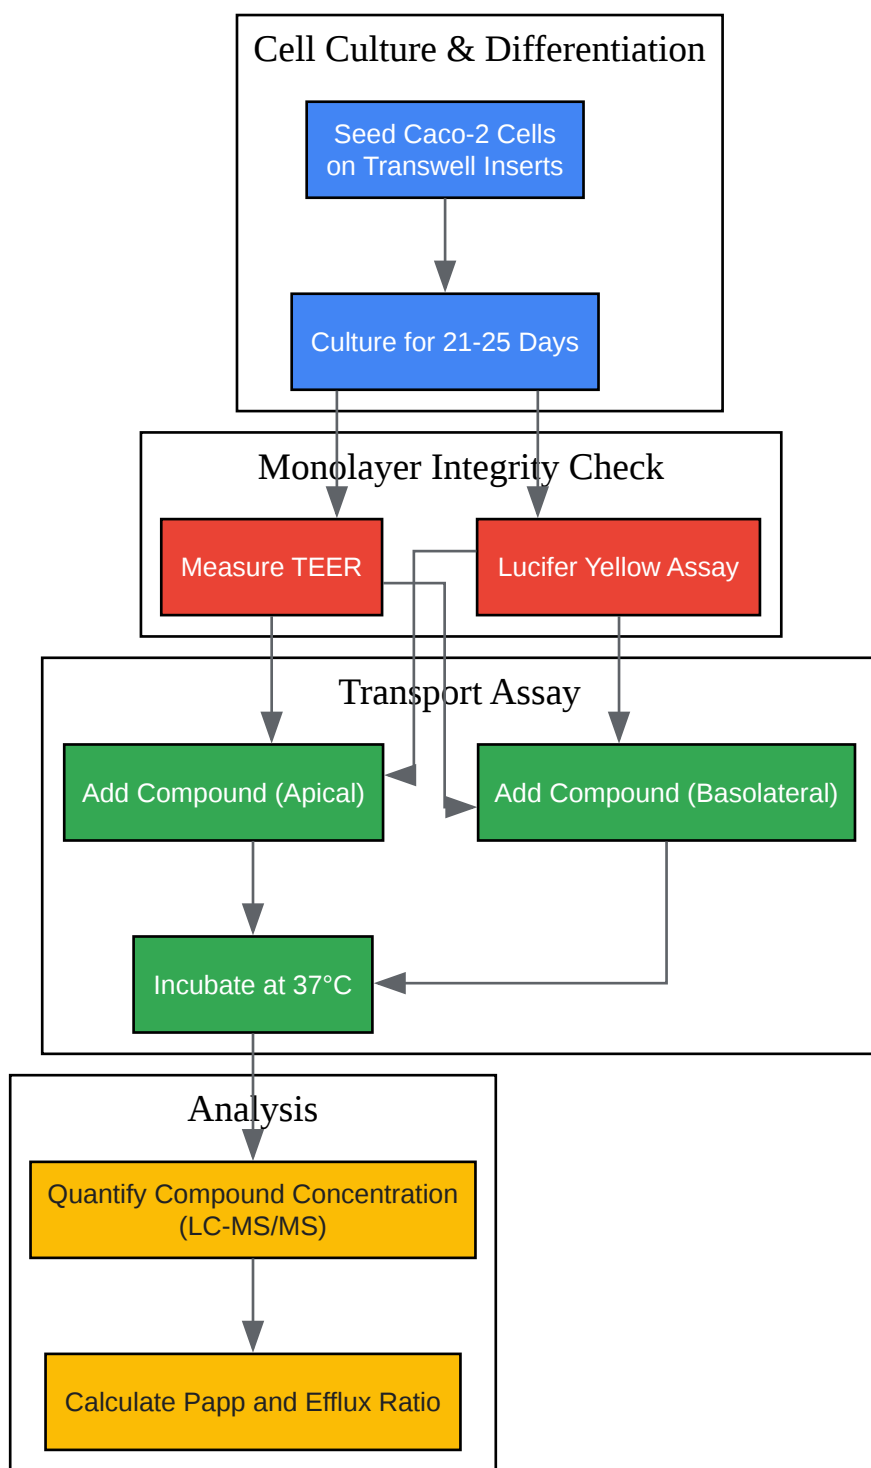 Cell Culture & Differentiation
Seed Caco-2 Cells
on Transwell Inserts
Culture for 21-25 Days
Monolayer Integrity Check
Measure TEER
Lucifer Yellow Assay
Transport Assay
Add Compound (Apical)
Add Compound (Basolateral)
Incubate at 37°C
Analysis
Quantify Compound Concentration
(LC-MS/MS)
Calculate Papp and Efflux Ratio